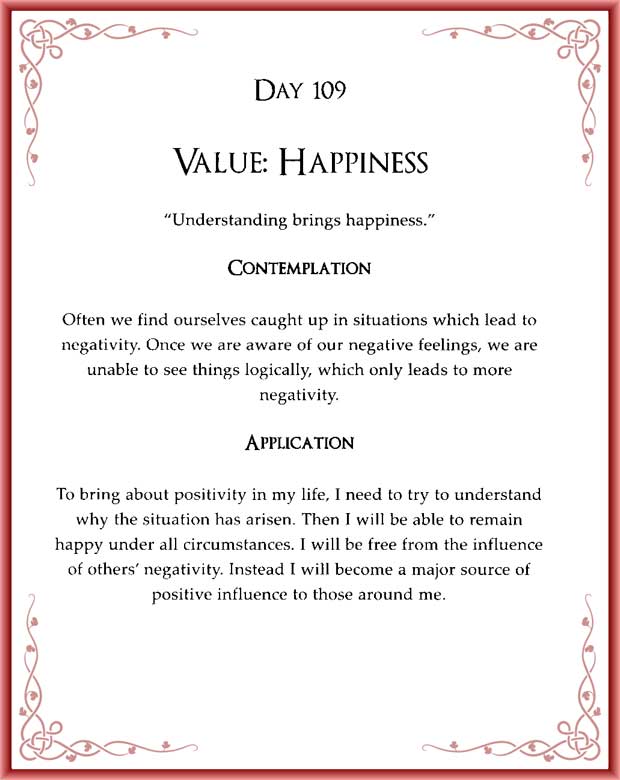 Day 109
Value: Happiness
“Understanding brings happiness.”
Contemplation
Often we find ourselves caught up in situations which lead to
negativity. Once we are aware of our negative feelings, we are
unable to see things logically, which only leads to more
negativity.
Application
To bring about positivity in my life, I need to try to understand
why the situation has arisen. Then I will be able to remain
happy under all circumstances. I will be free from the influence
of others’ negativity. Instead I will become a major source of
positive influence to those around me.